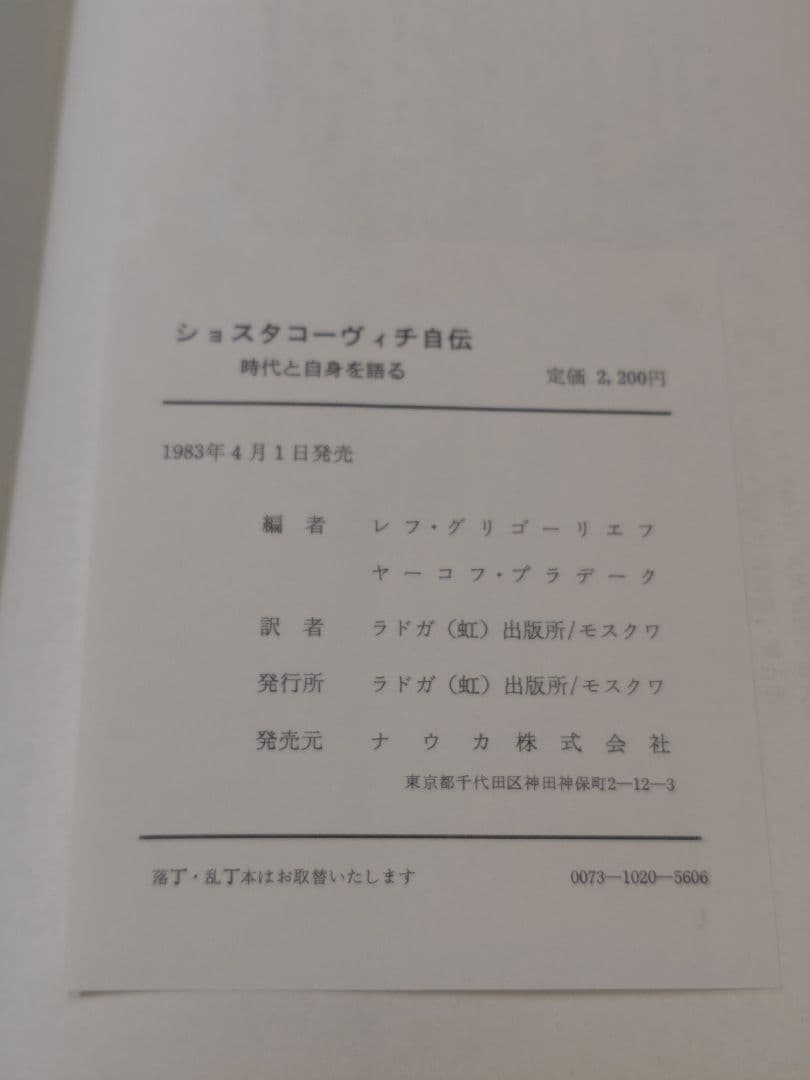 ショスタコーヴィチ自伝
時代と自身を語る 定価 2,200円
1983年4月1日発売
編者 レフ・グリゴーリエフ
ヤーコフ・プラデーク
訳者 ラドガ（虹）出版所/モスクワ
発行所 ラドガ（虹）出版所/モスクワ
発売元 ナウカ株式会社
東京都千代田区神田神保町2―12―3
落丁・乱丁本はお取替いたします 0073―1020―5606